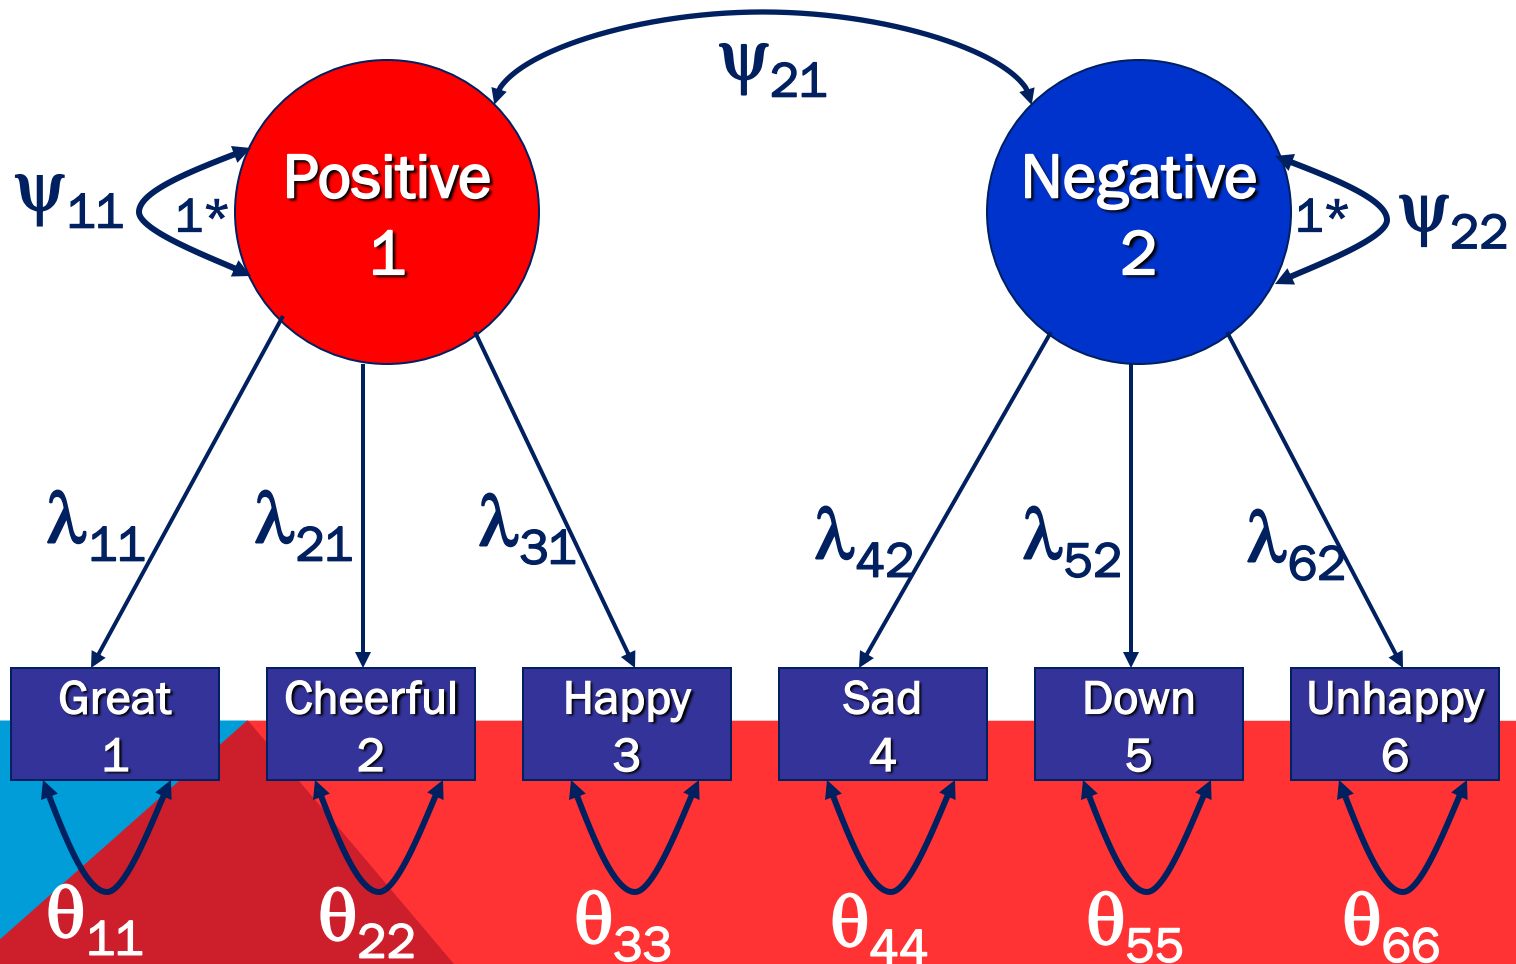 ψ21
Positive
1
Negative
2
ψ11
1*
1*
ψ22
λ11
λ21
λ31
λ42
λ52
λ62
Great
1
Cheerful
2
Happy
3
Sad
4
Down
5
Unhappy
6
θ11
θ22
θ33
θ44
θ55
θ66